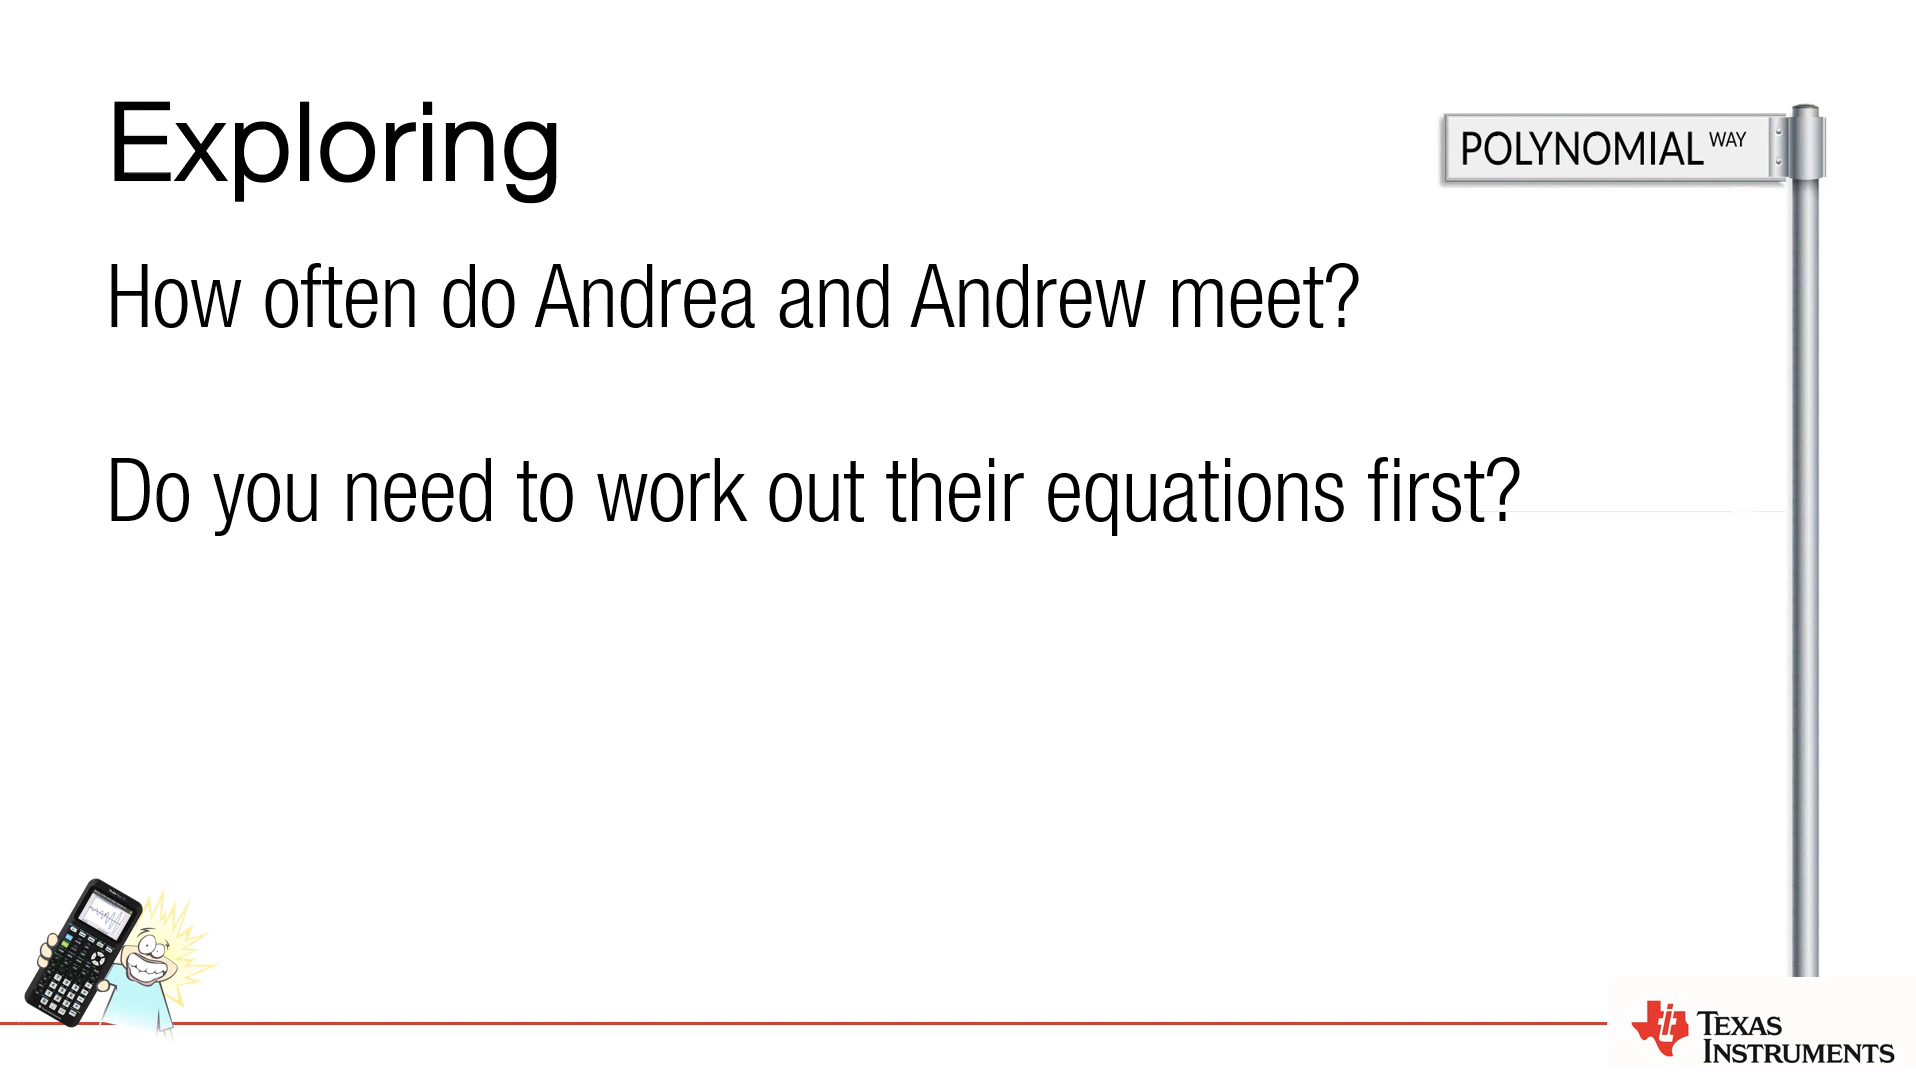 Exploring
POLYNOMIAL WAY
How often do Andrea and Andrew meet?
Do you need to work out their equations first?
TEXAS
INSTRUMENTS